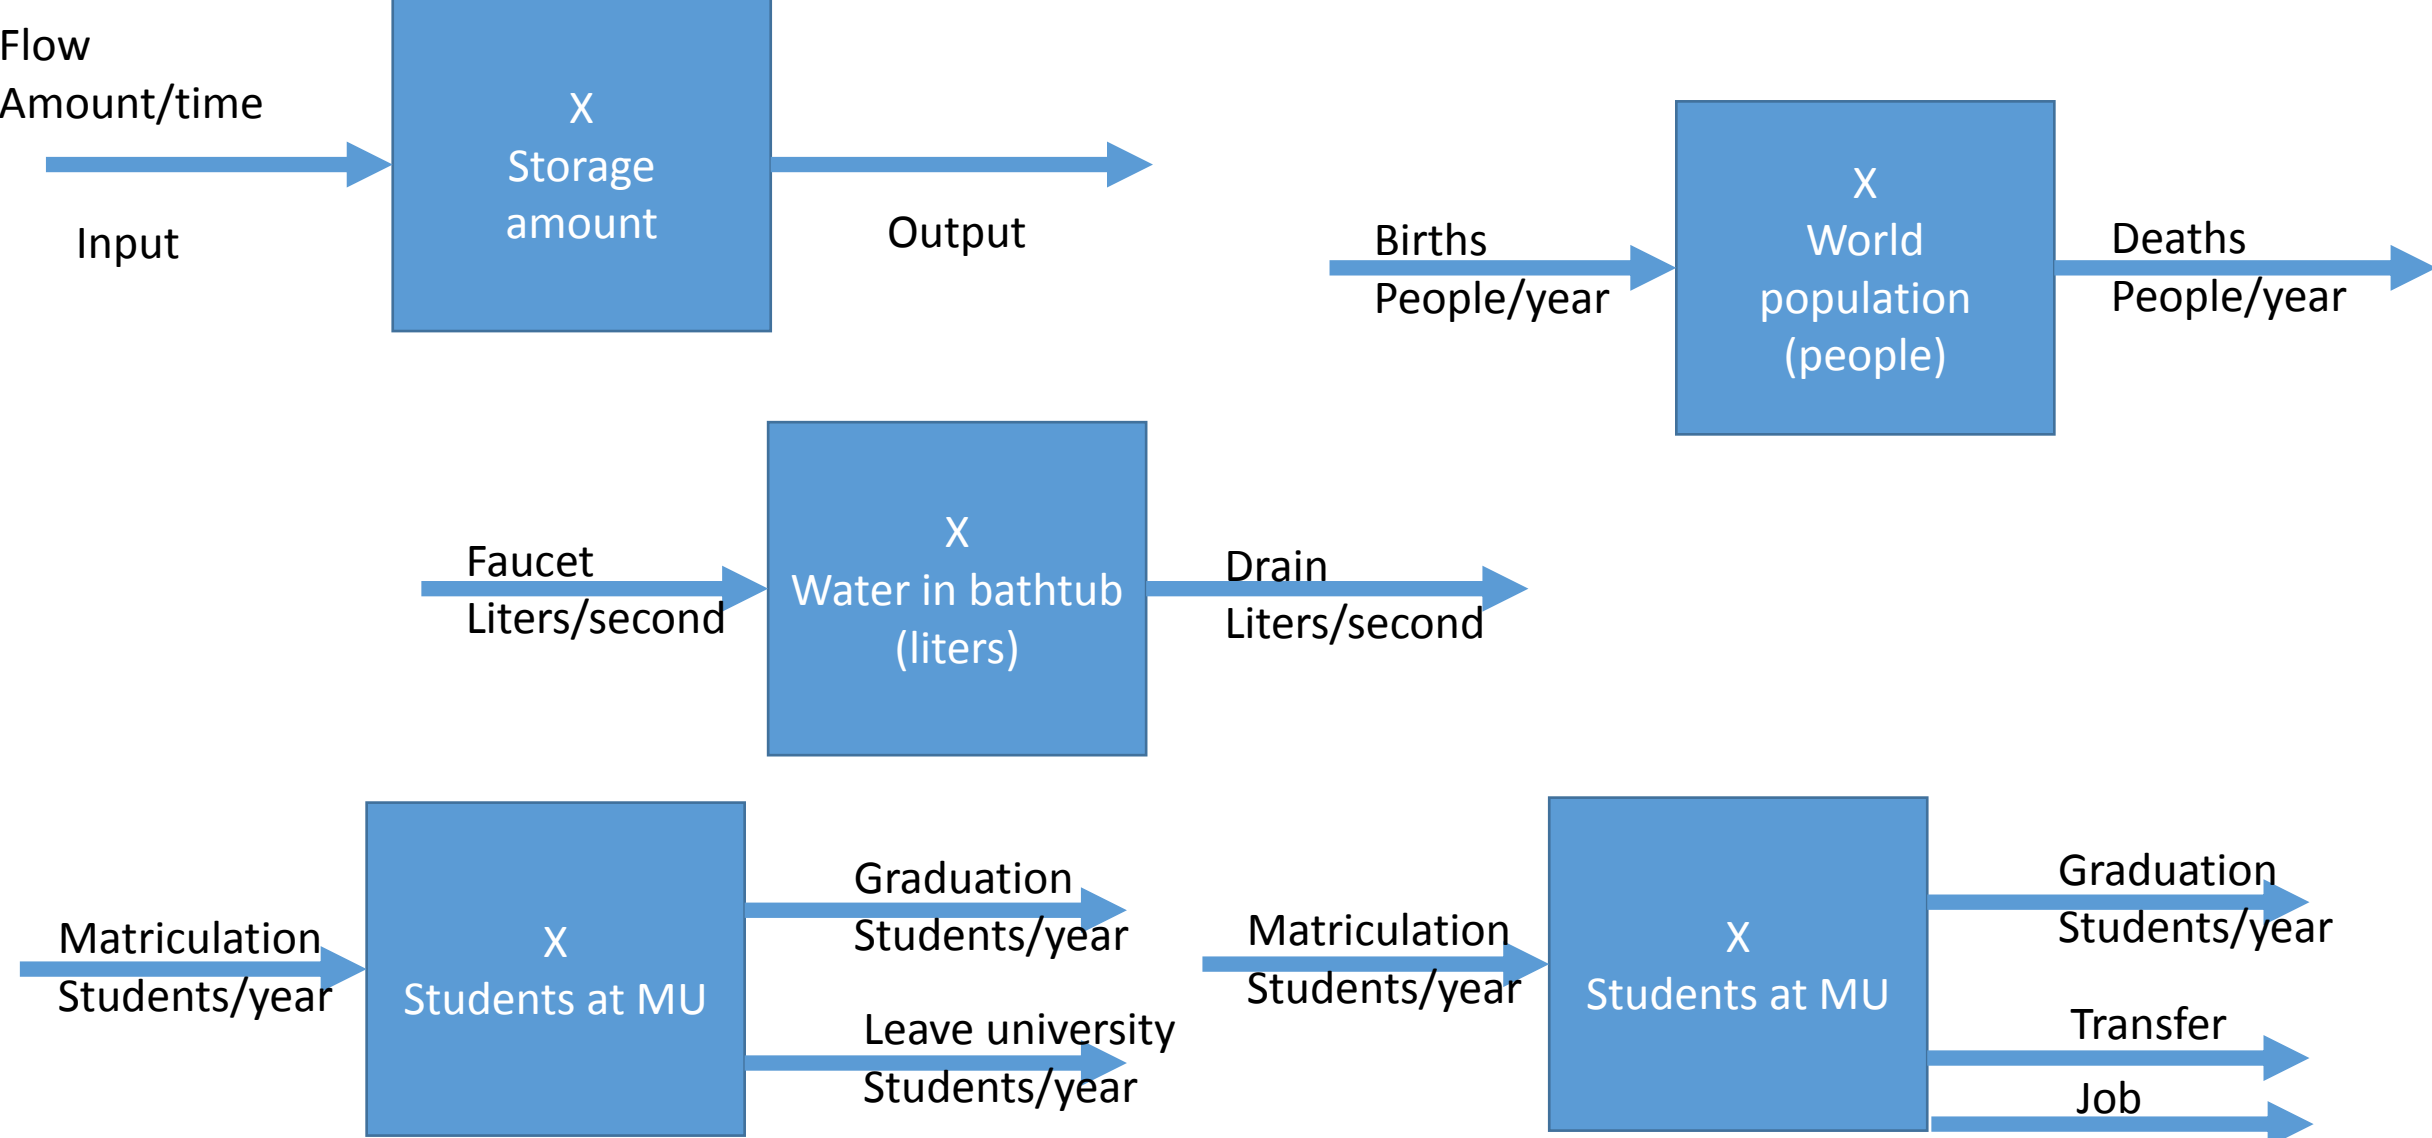 Flow
Amount/time
Input
X
Storage
amount
Output
Births
People/year
X
World
population
(people)
Deaths
People/year
Faucet
Liters/second
X
Water in bathtub
(liters)
Drain
Liters/second
Matriculation
Students/year
X
Students at MU
Graduation
Students/year
Leave university
Students/year
Matriculation
Students/year
X
Students at MU
Graduation
Students/year
Transfer
Job